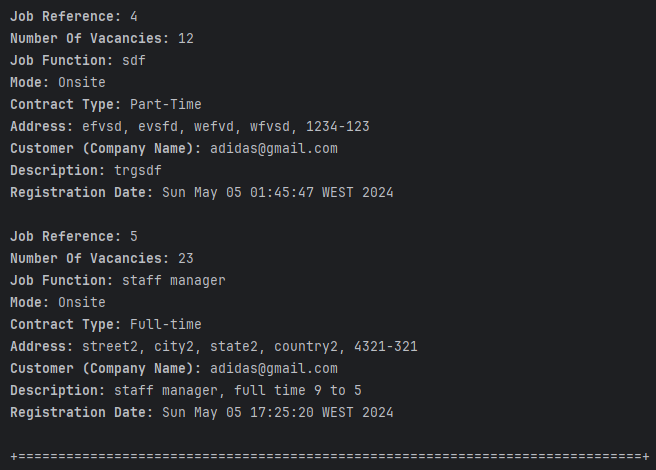 Job Reference: 4
Number Of Vacancies: 12
Job Function: sdf
Mode: Onsite
Contract Type: Part-Time
Address: efvsd, evsfd, wefvd, wfvsd, 1234-123
Customer (Company Name): adidas@gmail.com
Description: trgsdf
Registration Date: Sun May 05 01:45:47 WEST 2024
Job Reference: 5
Number Of Vacancies: 23
Job Function: staff manager
Mode: Onsite
Contract Type: Full-time
Address: street2, city2, state2, country2, 4321-321
Customer (Company Name): adidas@gmail.com
Description: staff manager, full time 9 to 5
Registration Date: Sun May 05 17:25:20 WEST 2024
+==============================================================================+